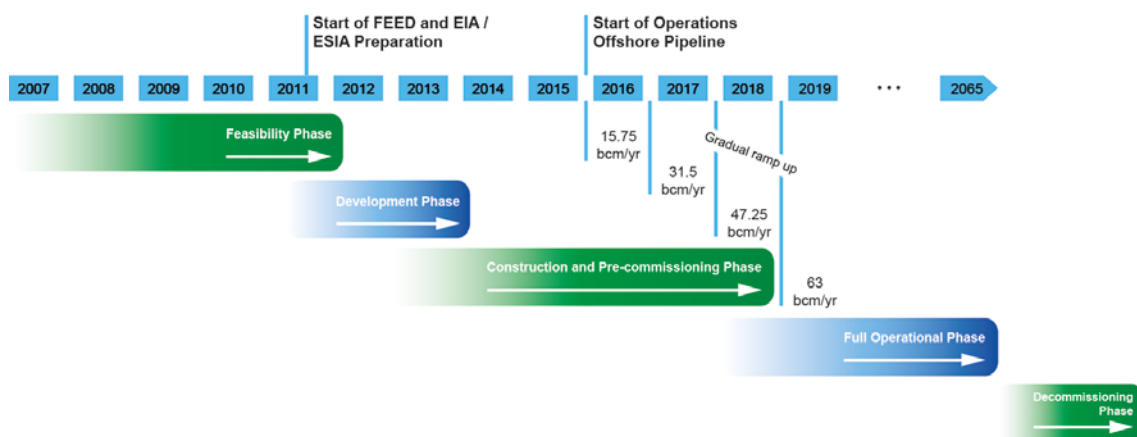 Start of FEED and EIA /
ESIA Preparation
Start of Operations
Offshore Pipeline
2007 2008 2009 2010 2011 2012 2013 2014 2015 2016 2017 2018 2019 ... 2065
Feasibility Phase
15.75
bcm/yr
Gradual ramp up
31.5
bcm/yr
Development Phase
47.25
bcm/yr
Construction and Pre-commissioning Phase
63
bcm/yr
Full Operational Phase
Decommissioning
Phase